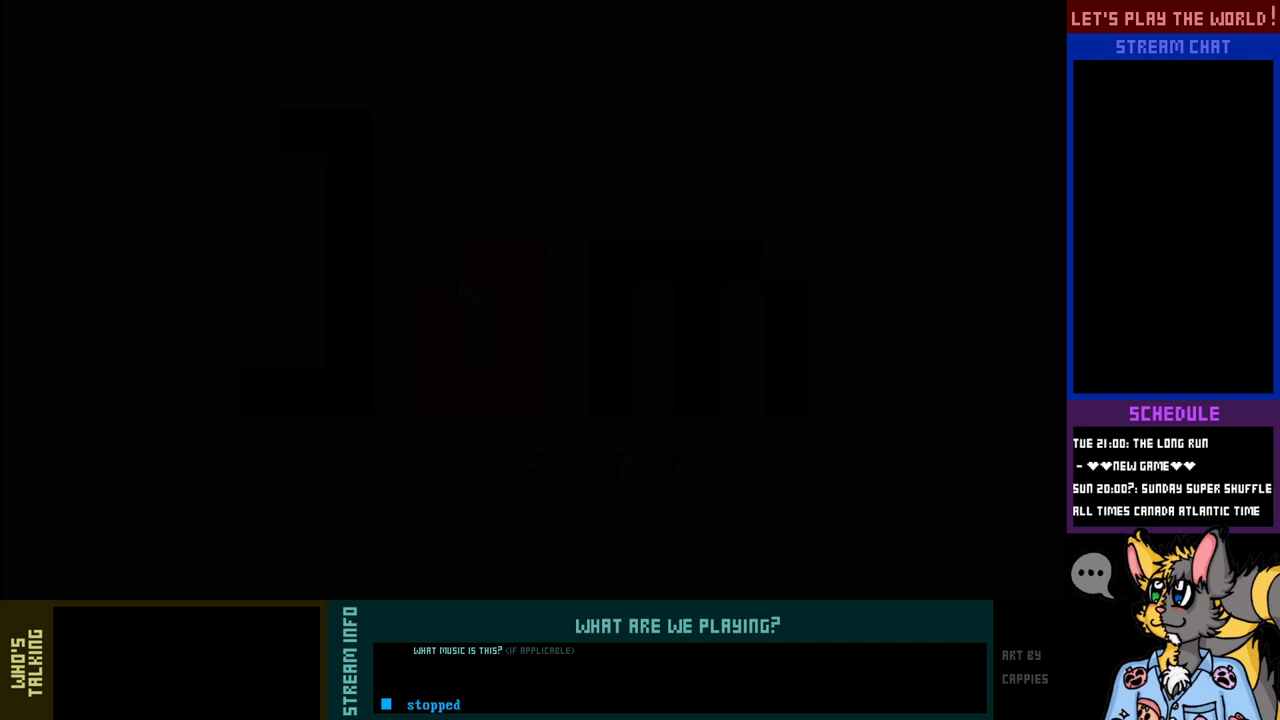 Jam
LET'S PLAY THE WORLD!
STREAM CHAT
SCHEDULE
TUE 21:00: THE LONG RUN
- ♥♥NEW GAME♥♥
SUN 20:00?: SUNDAY SUPER SHUFFLE
ALL TIMES CANADA ATLANTIC TIME
WHO'S
TALKING
STREAM INFO
WHAT ARE WE PLAYING?
WHAT MUSIC IS THIS? (IF APPLICABLE)
stopped
ART BY
CAPPIES